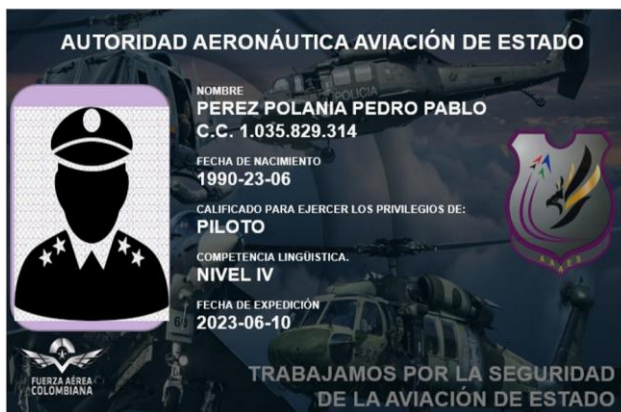 AUTORIDAD AERONÁUTICA AVIACIÓN DE ESTADO
POLICIA
NOMBRE
PEREZ POLANIA PEDRO PABLO
C.C. 1.035.829.314
FECHA DE NACIMIENTO
1990-23-06
CALIFICADO PARA EJERCER LOS PRIVILEGIOS DE:
PILOTO
COMPETENCIA LINGÜISTICA.
NIVEL IV
FECHA DE EXPEDICIÓN
2023-06-10
AAAES
FUERZA AÉREA
COLOMBIANA
TRABAJAMOS POR LA SEGURIDAD
DE LA AVIACIÓN DE ESTADO